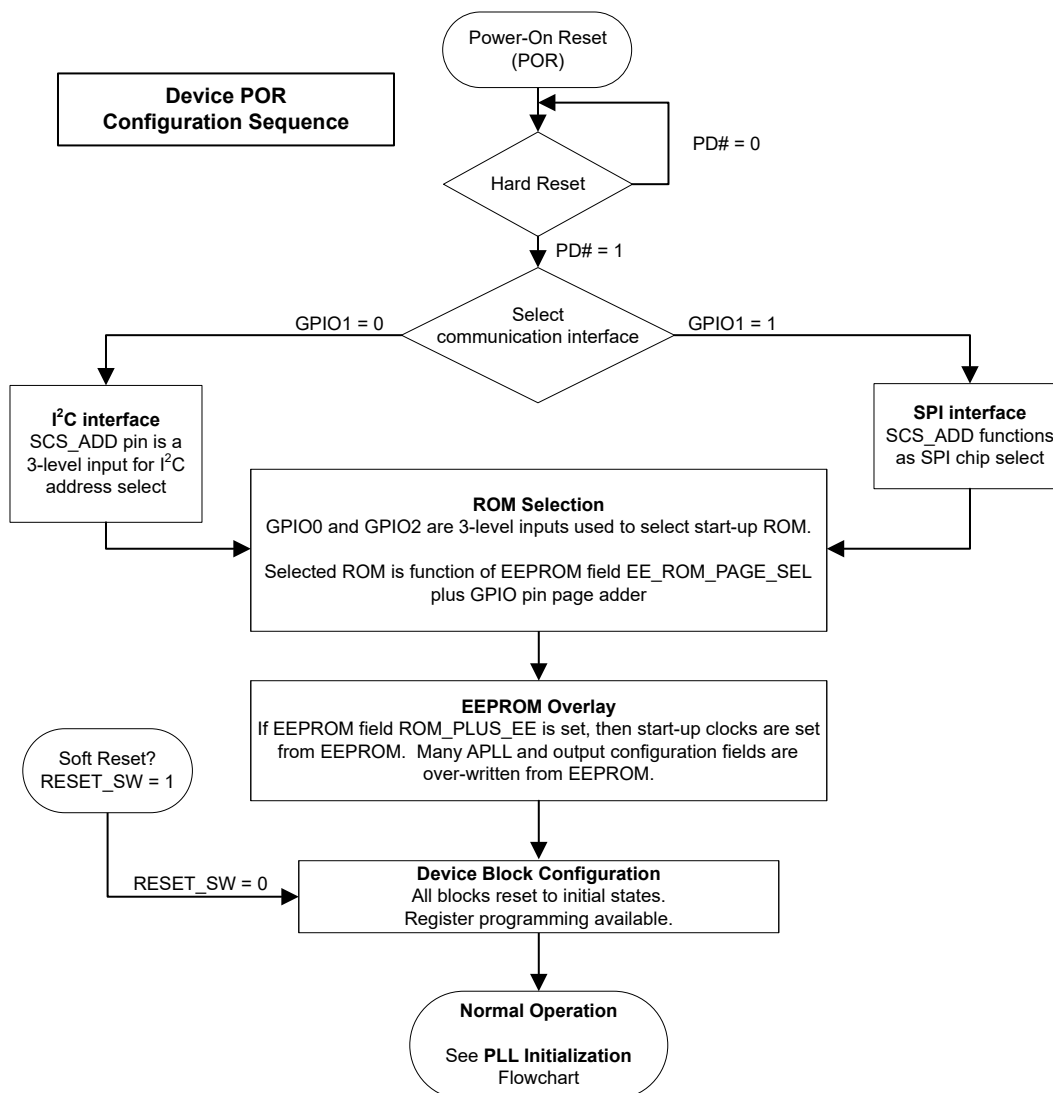 Power-On Reset
(POR)
Device POR
Configuration Sequence
PD# = 0
Hard Reset
PD# = 1
Select
communication interface
GPIO1 = 0
GPIO1 = 1
I²C interface
SCS_ADD pin is a
3-level input for I²C
address select
SPI interface
SCS_ADD functions
as SPI chip select
ROM Selection
GPIO0 and GPIO2 are 3-level inputs used to select start-up ROM.
Selected ROM is function of EEPROM field EE_ROM_PAGE_SEL
plus GPIO pin page adder
EEPROM Overlay
If EEPROM field ROM_PLUS_EE is set, then start-up clocks are set
from EEPROM.  Many APLL and output configuration fields are
over-written from EEPROM.
Soft Reset?
RESET_SW = 1
RESET_SW = 0
Device Block Configuration
All blocks reset to initial states.
Register programming available.
Normal Operation
See PLL Initialization
Flowchart